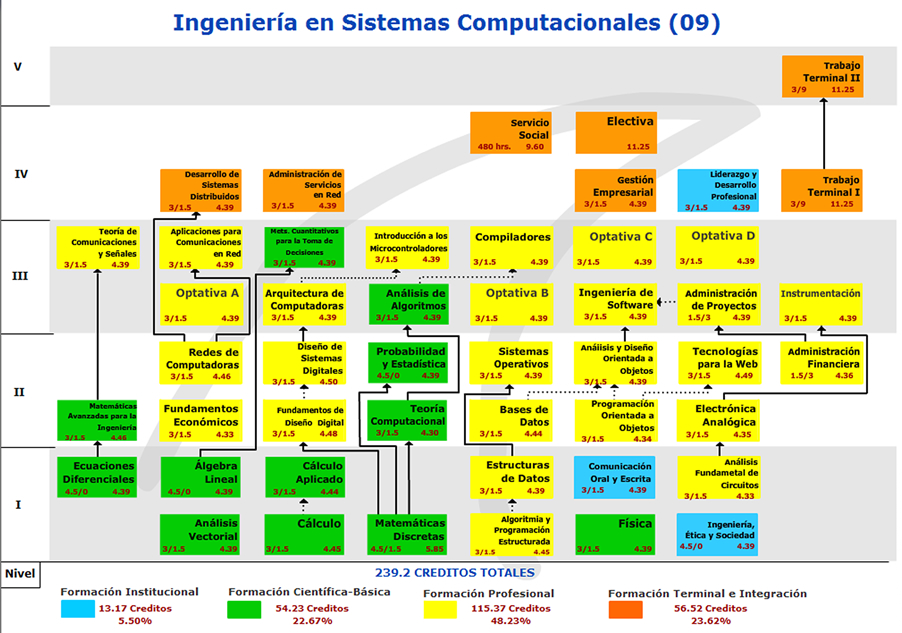 Ingeniería en Sistemas Computacionales (09)
V
Trabajo
Terminal II
3/9 11.25
IV
Servicio
Social
480 hrs. 9.60
Electiva
11.25
Desarrollo de
Sistemas
Distribuidos
3/1.5 4.39
Administración de
Servicios
en Red
3/1.5 4.39
Gestión
Empresarial
3/1.5 4.39
Liderazgo y
Desarrollo
Profesional
3/1.5 4.39
Trabajo
Terminal I
3/9 11.25
III
Teoría de
Comunicaciones
y Señales
3/1.5 4.39
Aplicaciones para
Comunicaciones
en Red
3/1.5 4.39
Mets. Cuantitativos
para la Toma de
Decisiones
3/1.5 4.39
Introducción a los
Microcontroladores
3/1.5 4.39
Compiladores
3/1.5 4.39
Optativa C
3/1.5 4.39
Optativa D
3/1.5 4.39
Optativa A
3/1.5 4.39
Arquitectura de
Computadoras
3/1.5 4.39
Análisis de
Algoritmos
3/1.5 4.39
Optativa B
3/1.5 4.39
Ingeniería de
Software
3/1.5 4.39
Administración
de Proyectos
1.5/3 4.39
Instrumentación
3/1.5 4.39
II
Redes de
Computadoras
3/1.5 4.46
Diseño de
Sistemas
Digitales
3/1.5 4.50
Probabilidad
y Estadística
4.5/0 4.39
Sistemas
Operativos
3/1.5 4.39
Análisis y Diseño
Orientada a
Objetos
3/1.5 4.39
Tecnologías
para la Web
3/1.5 4.49
Administración
Financiera
1.5/3 4.36
Matemáticas
Avanzadas para la
Ingeniería
3/1.5 4.46
Fundamentos
Económicos
3/1.5 4.33
Fundamentos de
Diseño Digital
3/1.5 4.48
Teoría
Computacional
3/1.5 4.30
Bases de
Datos
3/1.5 4.44
Programación
Orientada a
Objetos
3/1.5 4.34
Electrónica
Analógica
3/1.5 4.35
I
Ecuaciones
Diferenciales
4.5/0 4.39
Álgebra
Lineal
4.5/0 4.39
Cálculo
Aplicado
3/1.5 4.44
Estructuras
de Datos
3/1.5 4.39
Comunicación
Oral y Escrita
3/1.5 4.39
Análisis
Fundametal de
Circuitos
3/1.5 4.33
Análisis
Vectorial
3/1.5 4.39
Cálculo
3/1.5 4.45
Matemáticas
Discretas
4.5/1.5 5.85
Algoritmia y
Programación
Estructurada
3/1.5 4.45
Física
3/1.5 4.39
Ingeniería,
Ética y Sociedad
4.5/0 4.39
Nivel
239.2 CREDITOS TOTALES
Formación Institucional
13.17 Creditos
5.50%
Formación Científica-Básica
54.23 Creditos
22.67%
Formación Profesional
115.37 Creditos
48.23%
Formación Terminal e Integración
56.52 Creditos
23.62%